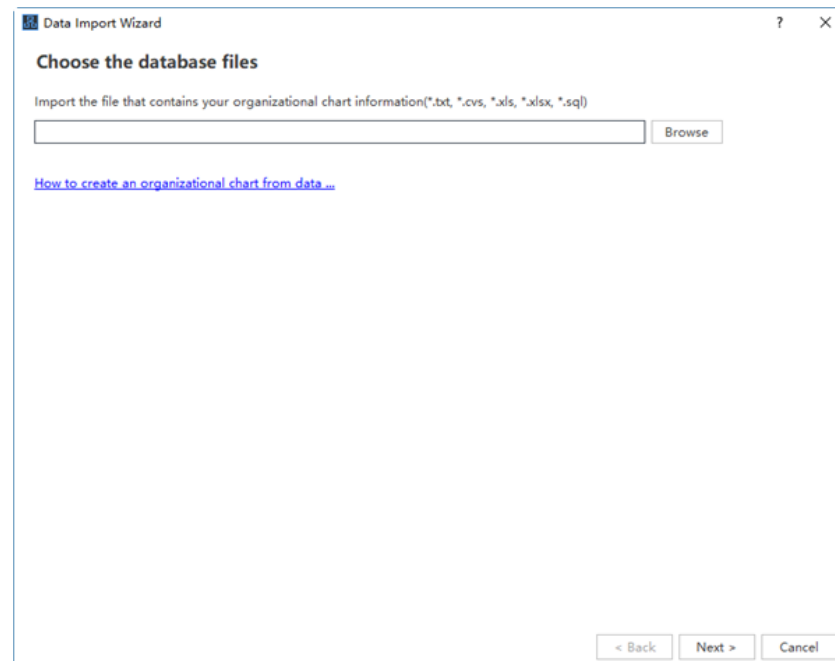 Data Import Wizard ? ×
Choose the database files
Import the file that contains your organizational chart information(*.txt, *.cvs, *.xls, *.xlsx, *.sql)
Browse
How to create an organizational chart from data ...
< Back Next > Cancel